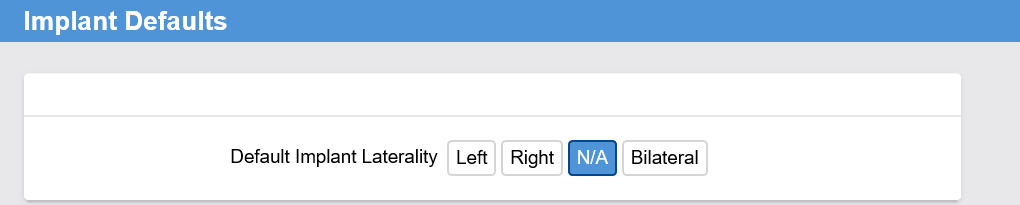 Implant Defaults
Default Implant Laterality Left Right N/A Bilateral